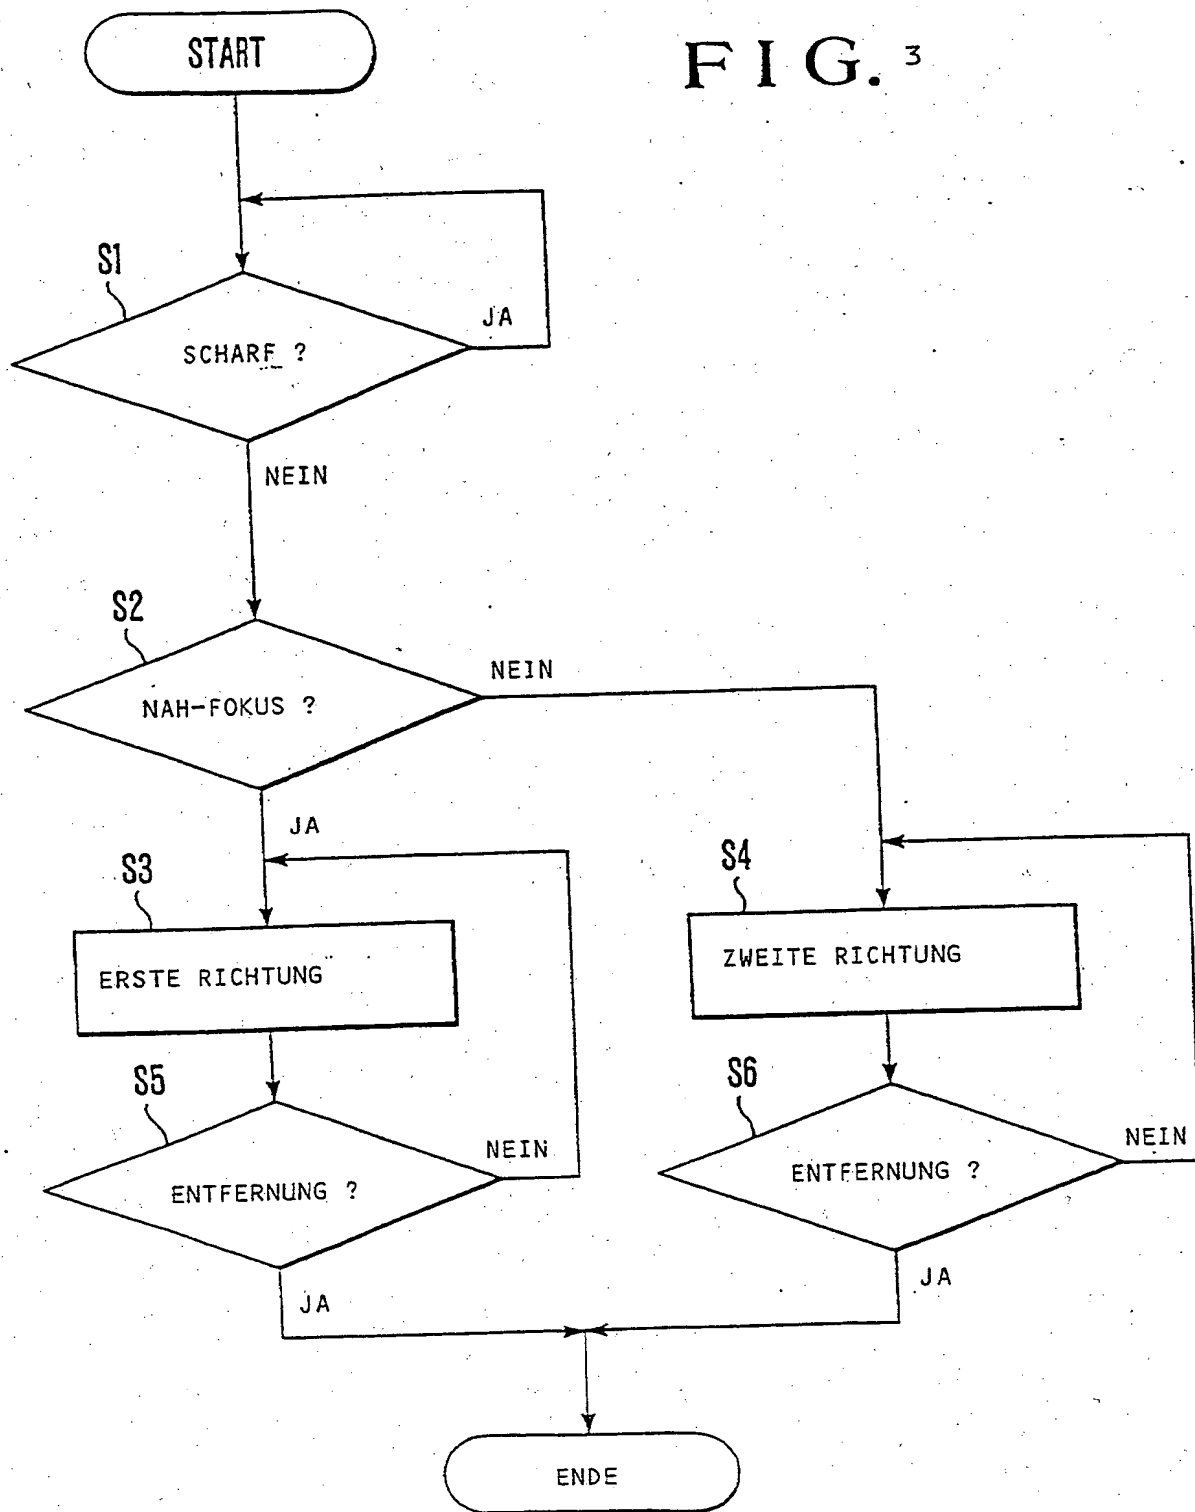 START
FIG. 3
S1
JA
SCHARF ?
NEIN
S2
NEIN
NAH-FOKUS ?
JA
S3
S4
ERSTE RICHTUNG
ZWEITE RICHTUNG
S5
S6
NEIN
NEIN
ENTFERNUNG ?
ENTFERNUNG ?
JA
JA
ENDE